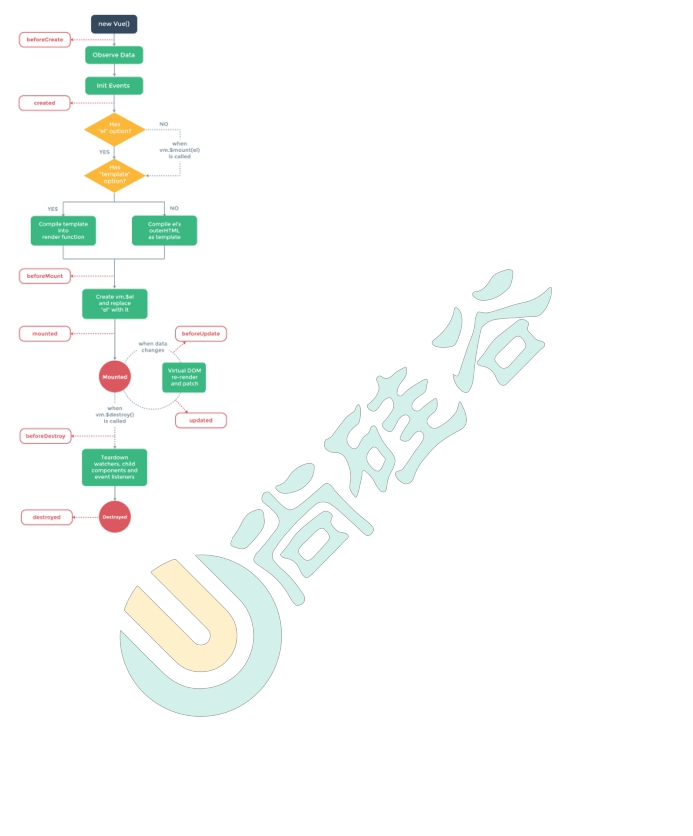 new Vue()
beforeCreate
Observe Data
Init Events
created
Has
"el" option?
NO
when
vm.$mount(el)
is called
YES
Has
"template"
option?
YES
NO
Compile template
into
render function
Compile el's
outerHTML
as template
beforeMount
Create vm.$el
and replace
"el" with it
mounted
beforeUpdate
when data
changes
Mounted
Virtual DOM
re-render
and patch
when
vm.$destroy()
is called
updated
beforeDestroy
Teardown
watchers, child
components and
event listeners
destroyed
Destroyed
尚硅谷